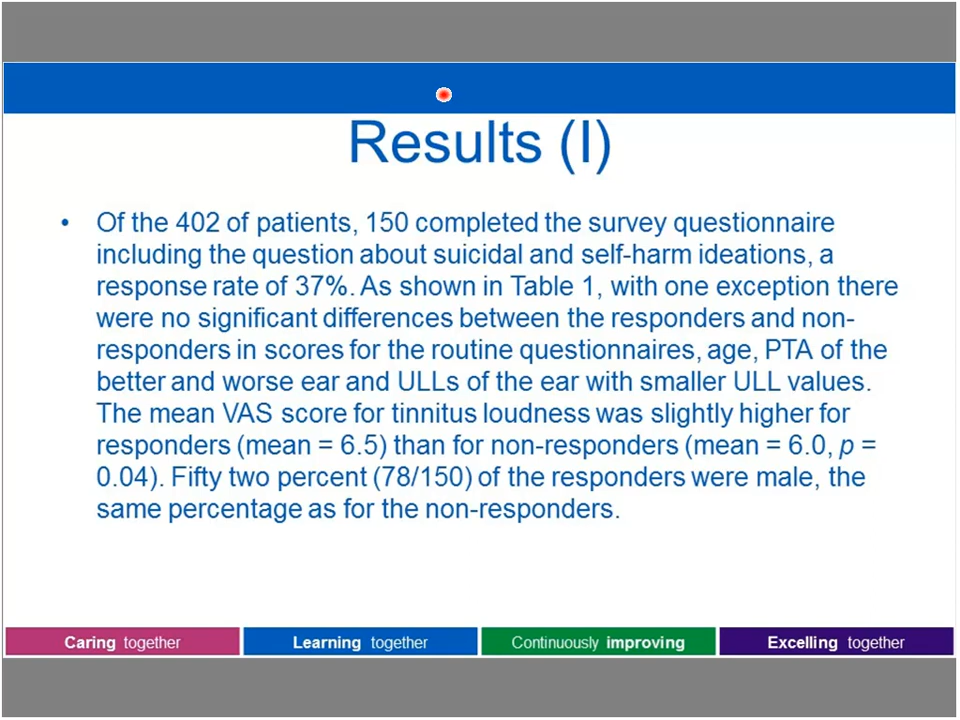 Results (I)
• Of the 402 of patients, 150 completed the survey questionnaire
including the question about suicidal and self-harm ideations, a
response rate of 37%. As shown in Table 1, with one exception there
were no significant differences between the responders and non-
responders in scores for the routine questionnaires, age, PTA of the
better and worse ear and ULLs of the ear with smaller ULL values.
The mean VAS score for tinnitus loudness was slightly higher for
responders (mean = 6.5) than for non-responders (mean = 6.0, p =
0.04). Fifty two percent (78/150) of the responders were male, the
same percentage as for the non-responders.
Caring together
Learning together
Continuously improving
Excelling together